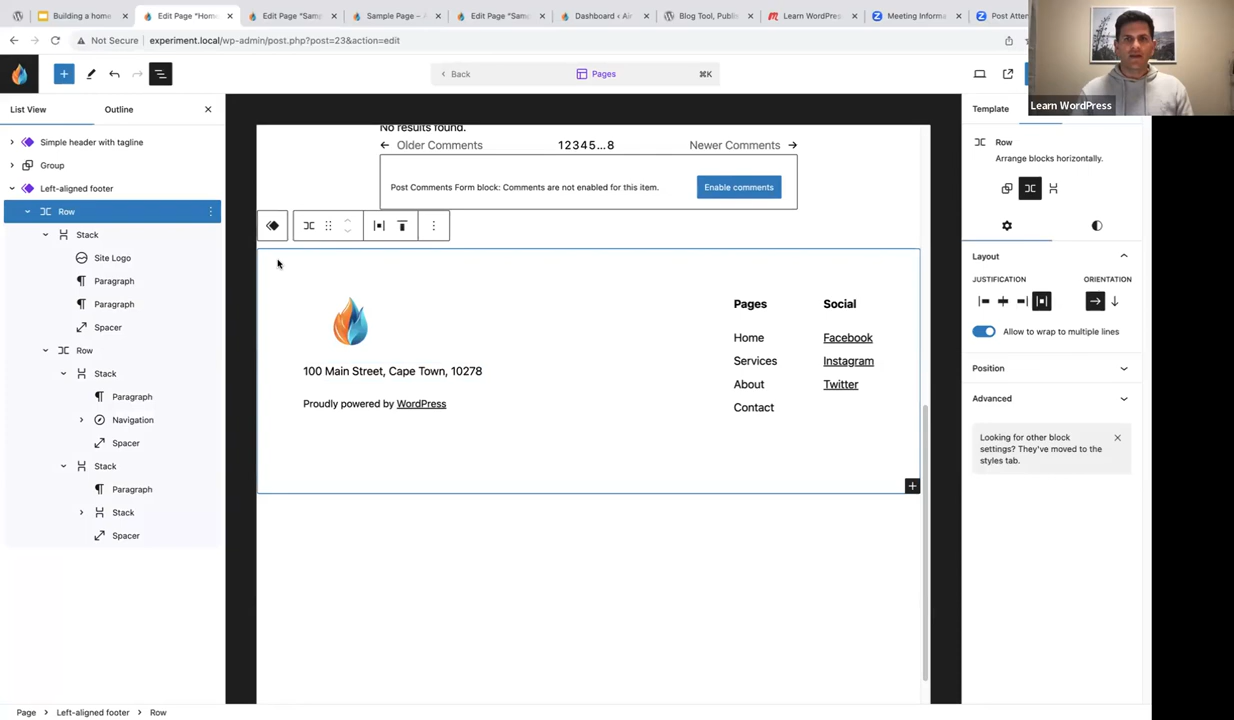 Building a home
Edit Page "Home
Edit Page "Samp
Sample Page –
Edit Page "Samp
Dashboard ‹ Ai
Blog Tool, Publi
Learn WordPress
Meeting Informa
Post Atten
Not Secure
experiment.local/wp-admin/post.php?post=23&action=edit
Back
Pages
⌘K
Learn WordPress
List View
Outline
Template
Simple header with tagline
Group
Left-aligned footer
Row
Stack
Site Logo
Paragraph
Paragraph
Spacer
Row
Stack
Paragraph
Navigation
Spacer
Stack
Paragraph
Stack
Spacer
No results found.
← Older Comments
12345...8
Newer Comments →
Post Comments Form block: Comments are not enabled for this item.
Enable comments
100 Main Street, Cape Town, 10278
Proudly powered by WordPress
Pages
Home
Services
About
Contact
Social
Facebook
Instagram
Twitter
Row
Arrange blocks horizontally.
Layout
JUSTIFICATION
ORIENTATION
Allow to wrap to multiple lines
Position
Advanced
Looking for other block
settings? They've moved to the
styles tab.
Page
Left-aligned footer
Row